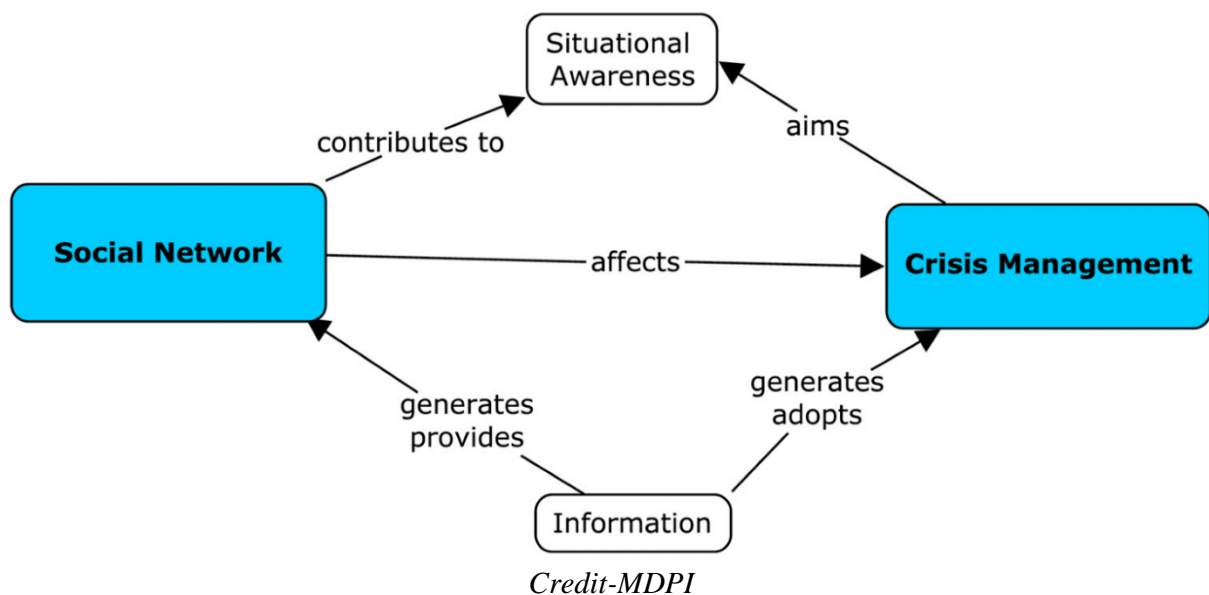 Situational
Awareness
contributes to
aims
Social Network
affects
Crisis Management
generates
provides
generates
adopts
Information
Credit-MDPI